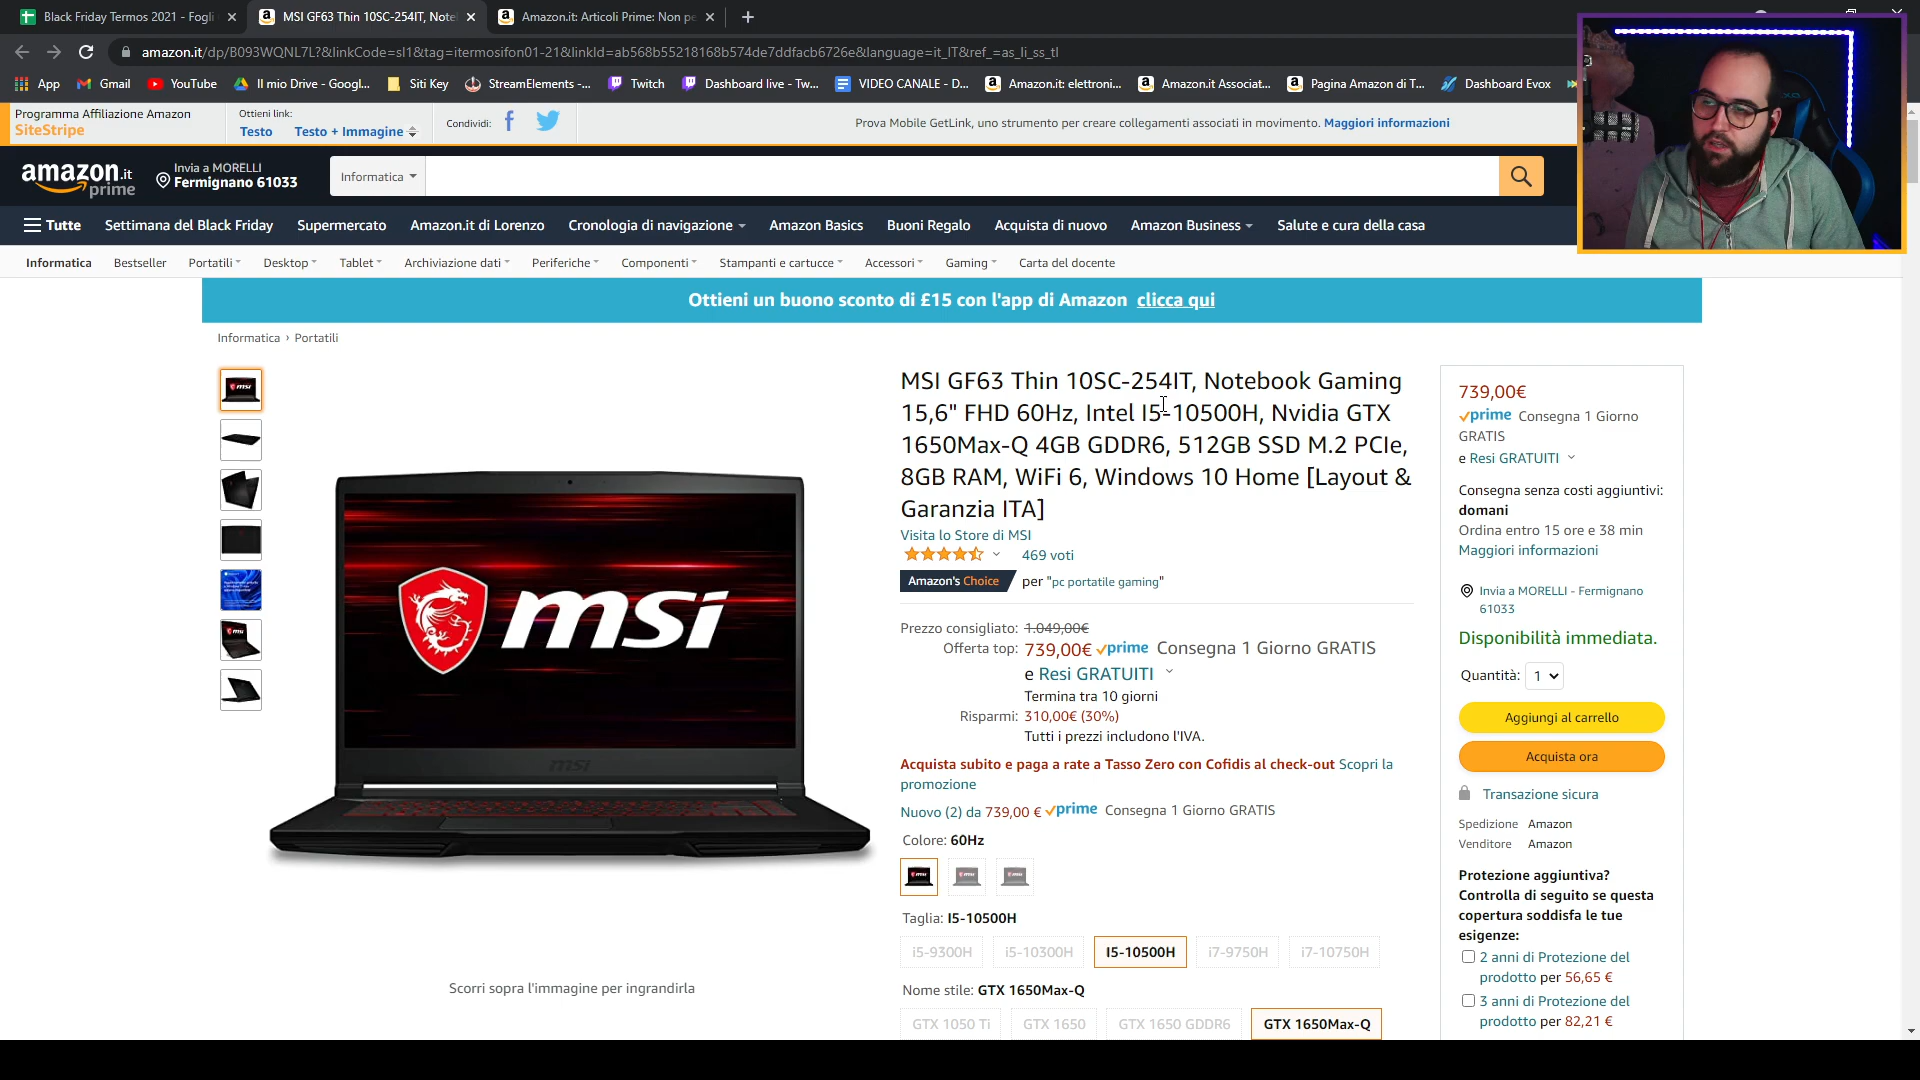 Black Friday Termos 2021 - Fogli
MSI GF63 Thin 10SC-254IT, Note
Amazon.it: Articoli Prime: Non pe
amazon.it/dp/B093WQNL7L?&linkCode=sl1&tag=itermosifon01-21&linkId=ab568b55218168b574de7ddfacb6726e&language=it_IT&ref_=as_li_ss_tl
App
Gmail
YouTube
Il mio Drive - Googl...
Siti Key
StreamElements -...
Twitch
Dashboard live - Tw...
VIDEO CANALE - D...
Amazon.it: elettroni...
Amazon.it Associat...
Pagina Amazon di T...
Dashboard Evox
Programma Affiliazione Amazon
SiteStripe
Ottieni link:
Testo
Testo + Immagine
Condividi:
Prova Mobile GetLink, uno strumento per creare collegamenti associati in movimento. Maggiori informazioni
amazon.it
prime
Invia a MORELLI
Fermignano 61033
Informatica
Tutte
Settimana del Black Friday
Supermercato
Amazon.it di Lorenzo
Cronologia di navigazione
Amazon Basics
Buoni Regalo
Acquista di nuovo
Amazon Business
Salute e cura della casa
Informatica
Bestseller
Portatili
Desktop
Tablet
Archiviazione dati
Periferiche
Componenti
Stampanti e cartucce
Accessori
Gaming
Carta del docente
Ottieni un buono sconto di £15 con l'app di Amazon clicca qui
Informatica › Portatili
msi
msi
MSI GF63 Thin 10SC-254IT, Notebook Gaming
15,6" FHD 60Hz, Intel I5-10500H, Nvidia GTX
1650Max-Q 4GB GDDR6, 512GB SSD M.2 PCIe,
8GB RAM, WiFi 6, Windows 10 Home [Layout &
Garanzia ITA]
Visita lo Store di MSI
469 voti
Amazon's Choice per "pc portatile gaming"
Prezzo consigliato: 1.049,00€
Offerta top: 739,00€ prime Consegna 1 Giorno GRATIS
e Resi GRATUITI
Termina tra 10 giorni
Risparmi: 310,00€ (30%)
Tutti i prezzi includono l'IVA.
Acquista subito e paga a rate a Tasso Zero con Cofidis al check-out Scopri la
promozione
Nuovo (2) da 739,00 € prime Consegna 1 Giorno GRATIS
Colore: 60Hz
Taglia: I5-10500H
i5-9300H
i5-10300H
I5-10500H
i7-9750H
i7-10750H
Nome stile: GTX 1650Max-Q
GTX 1050 Ti
GTX 1650
GTX 1650 GDDR6
GTX 1650Max-Q
Scorri sopra l'immagine per ingrandirla
739,00€
prime Consegna 1 Giorno
GRATIS
e Resi GRATUITI
Consegna senza costi aggiuntivi:
domani
Ordina entro 15 ore e 38 min
Maggiori informazioni
Invia a MORELLI - Fermignano
61033
Disponibilità immediata.
Quantità: 1
Aggiungi al carrello
Acquista ora
Transazione sicura
Spedizione Amazon
Venditore Amazon
Protezione aggiuntiva?
Controlla di seguito se questa
copertura soddisfa le tue
esigenze:
2 anni di Protezione del
prodotto per 56,65 €
3 anni di Protezione del
prodotto per 82,21 €